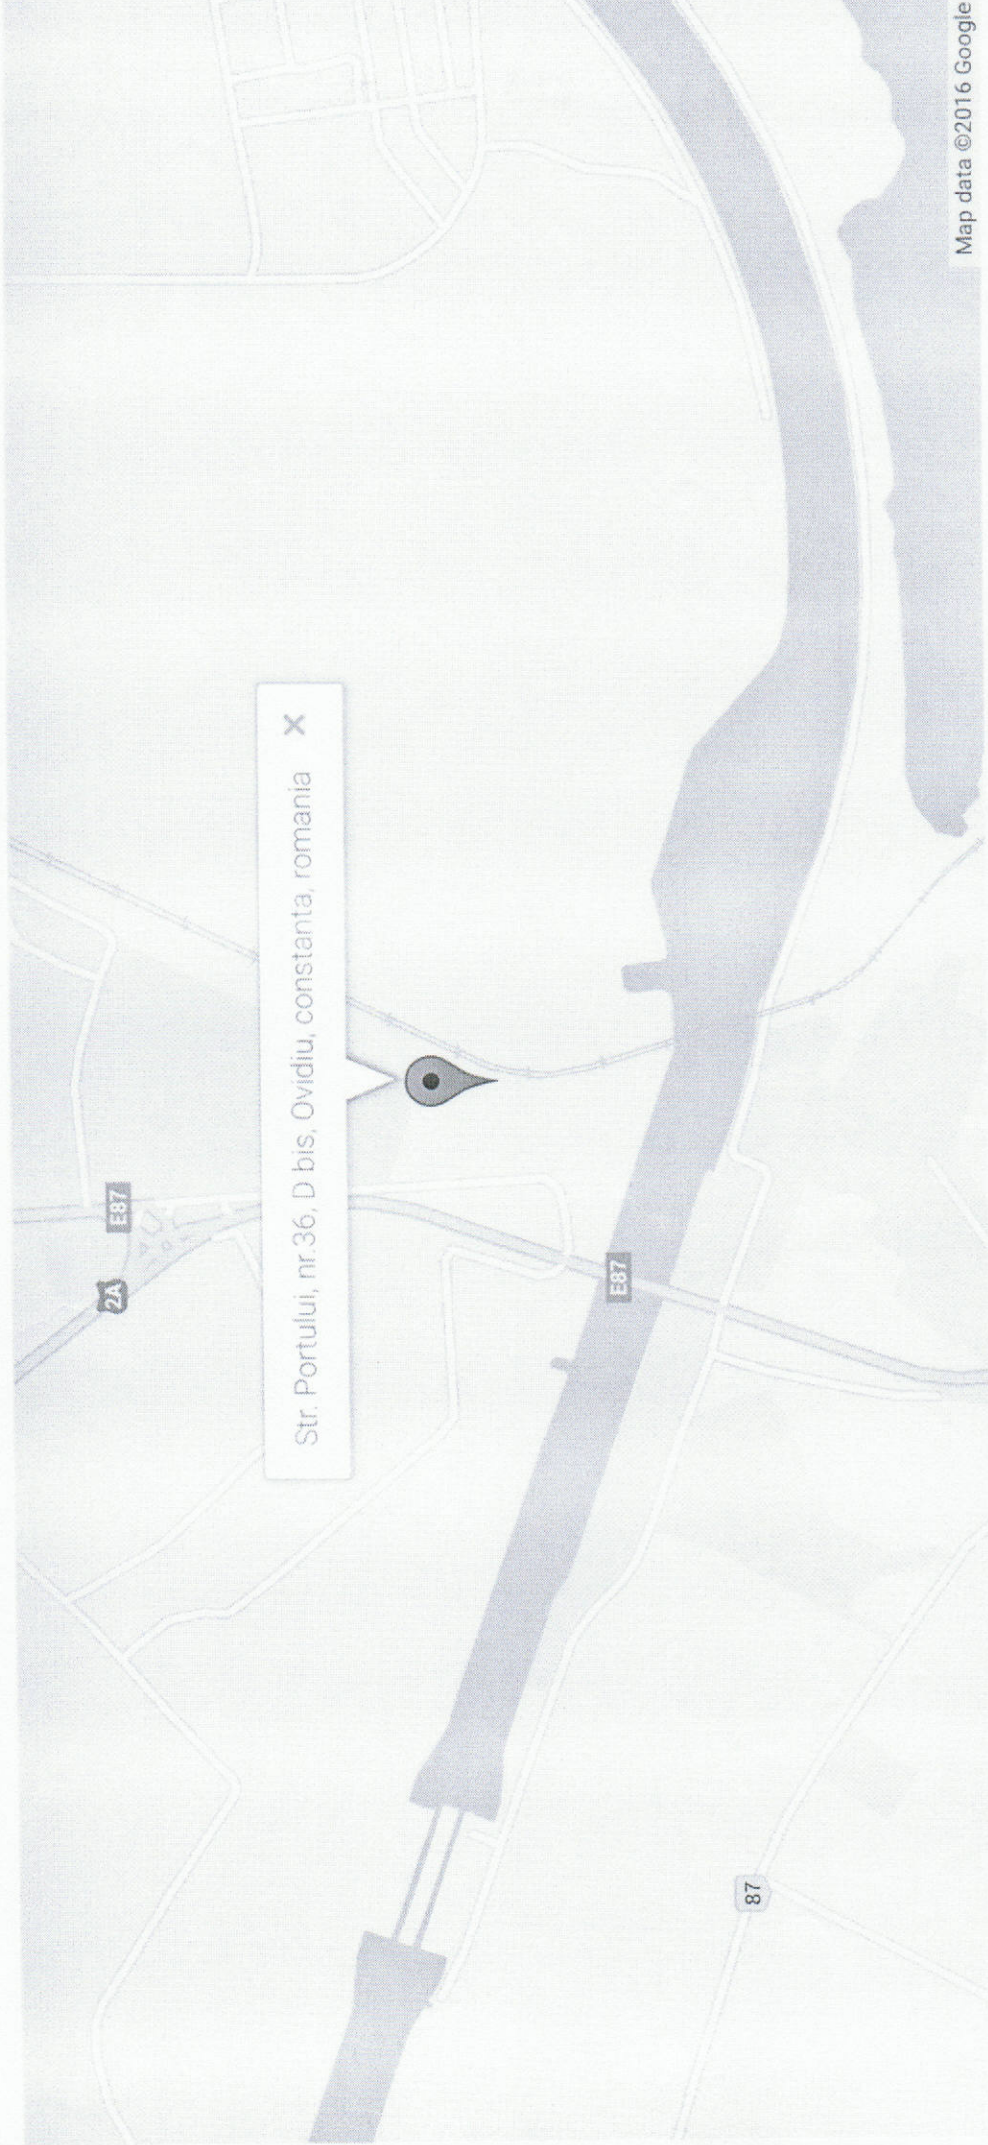 E87
2A
Str. Portului, nr.36, D bis, Ovidiu, constanta, romania
E87
87
Map data ©2016 Google